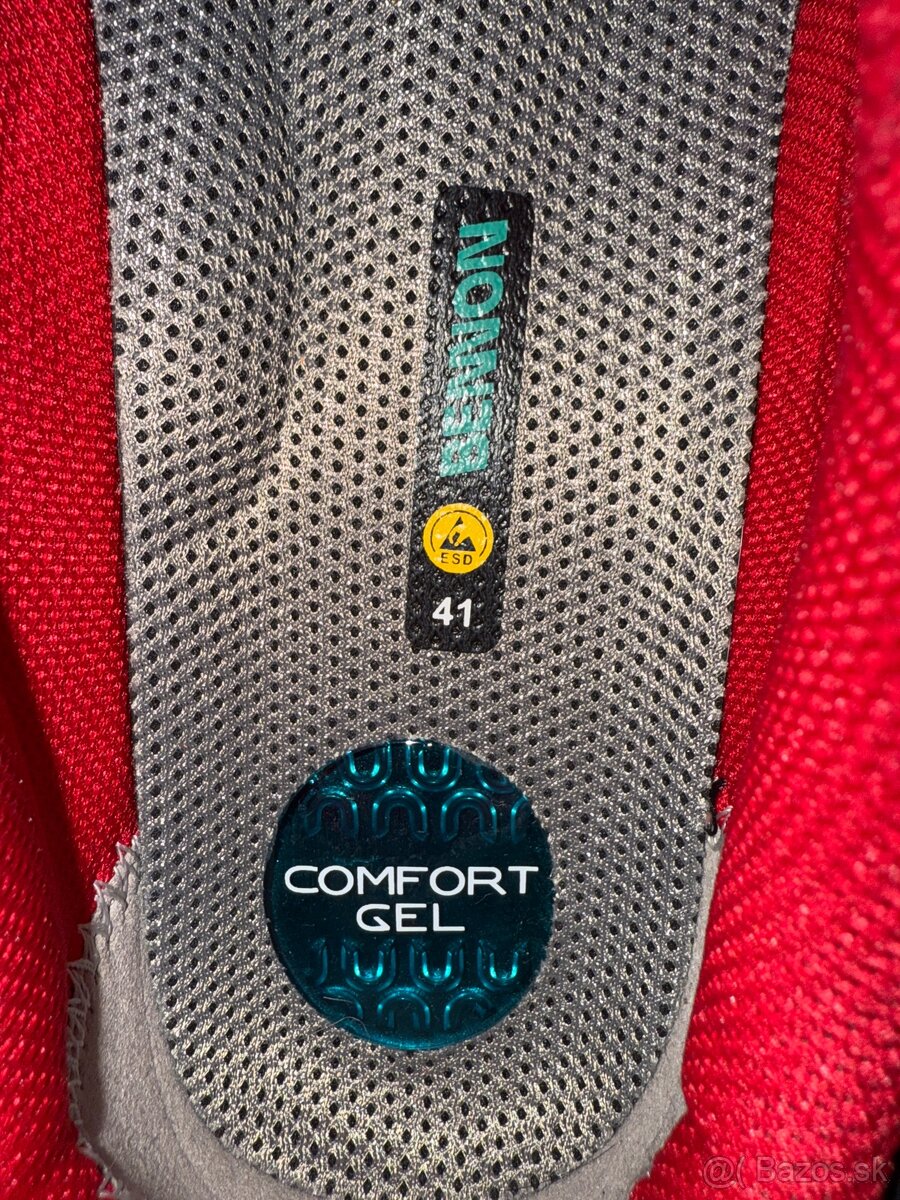 BENNON
ESD
41
COMFORT
GEL
@( Bazos.sk